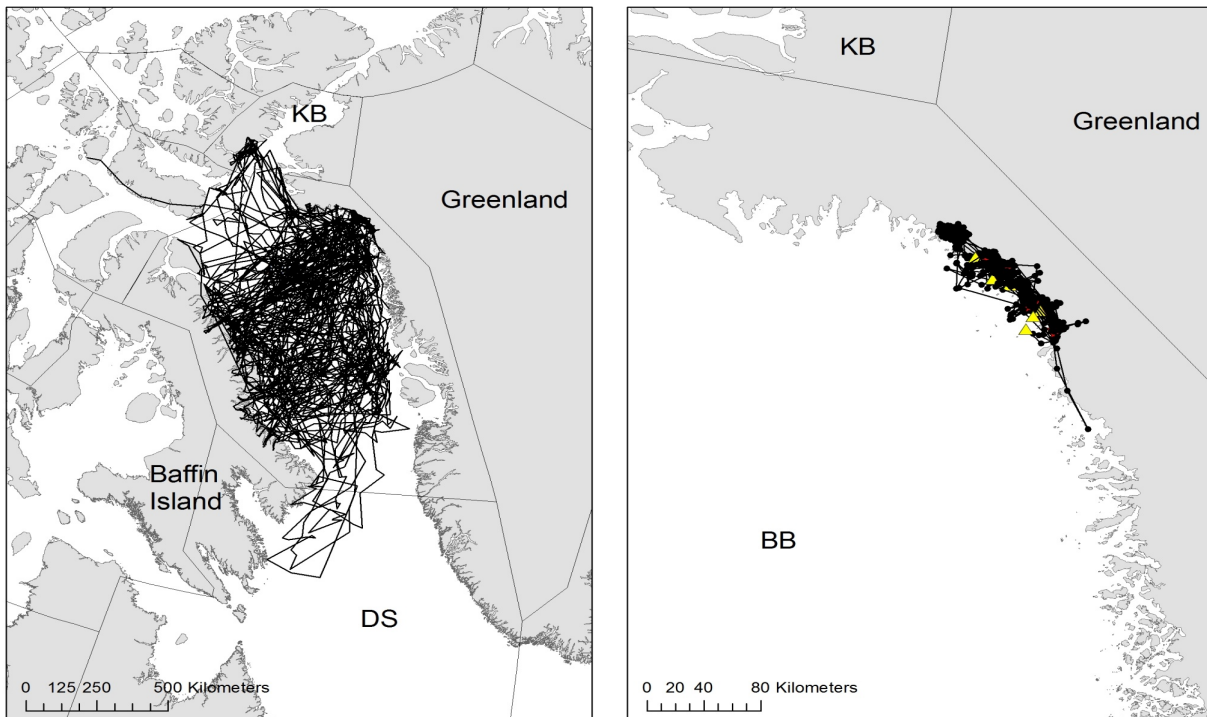 KB
Greenland
Baffin
Island
DS
0 125 250 500 Kilometers
KB
Greenland
BB
0 20 40 80 Kilometers